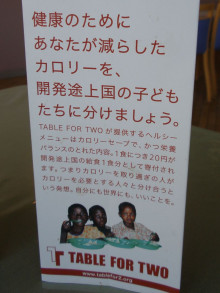 健康のために
あなたが減らした
カロリーを、
開発途上国の子ども
たちに分けましょう。
TABLE FOR TWO が提供するヘルシー
メニューはカロリーセーブで、かつ栄養
バランスのとれた内容。1食につき20円が
開発途上国の給食1食分として寄付され
ます。つまりカロリーを取り過ぎの人が
カロリーを必要とする人々と分け合うと
いう発想。自分にも世界にも、いいことを。
TABLE FOR TWO
www.tablefor2.org